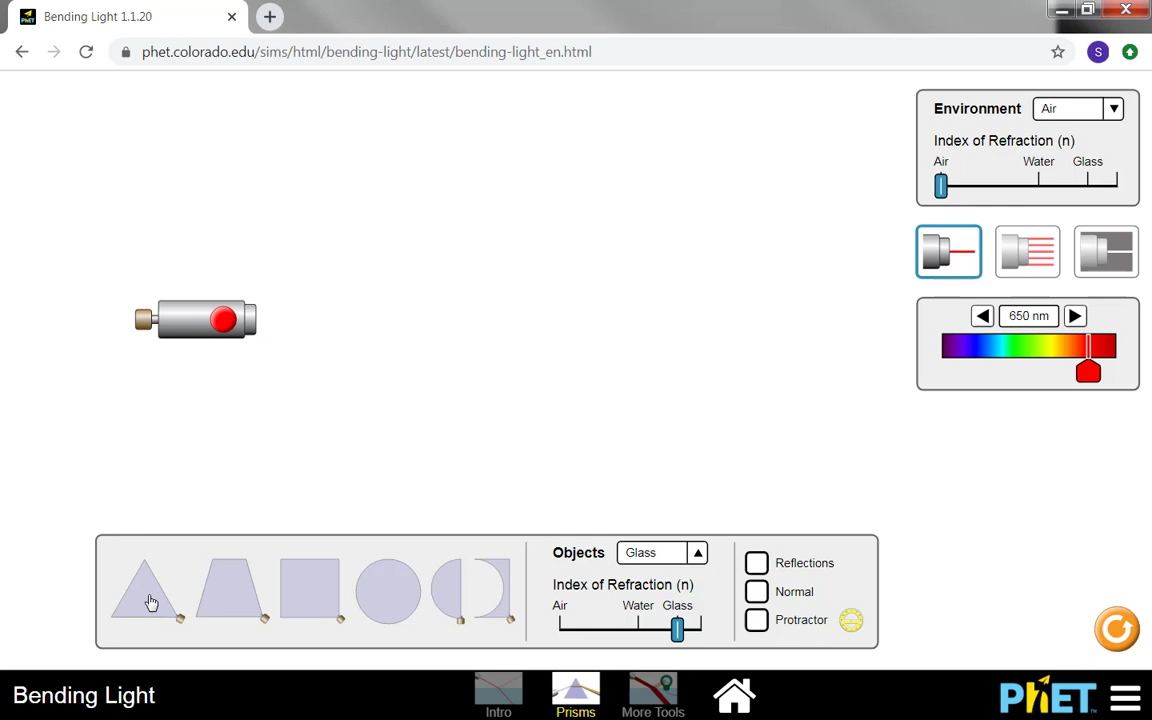 Bending Light 1.1.20
phet.colorado.edu/sims/html/bending-light/latest/bending-light_en.html
S
Environment Air
Index of Refraction (n)
Air Water Glass
650 nm
Objects Glass
Index of Refraction (n)
Air Water Glass
Reflections
Normal
Protractor
Bending Light
Intro Prisms More Tools
PhET